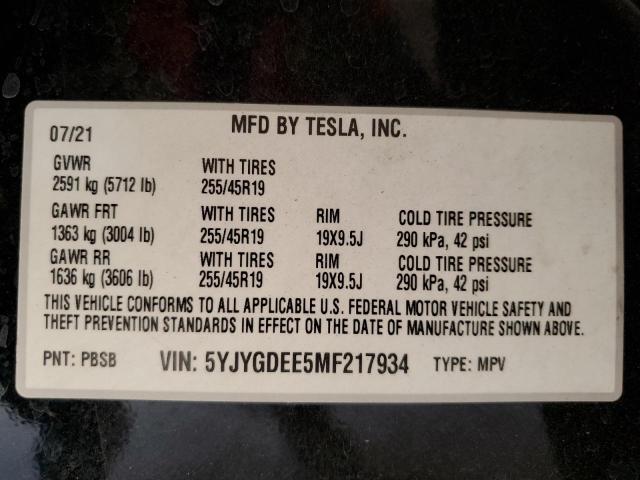 07/21 MFD BY TESLA, INC.
GVWR WITH TIRES
2591 kg (5712 lb) 255/45R19
GAWR FRT WITH TIRES RIM COLD TIRE PRESSURE
1363 kg (3004 lb) 255/45R19 19X9.5J 290 kPa, 42 psi
GAWR RR WITH TIRES RIM COLD TIRE PRESSURE
1636 kg (3606 lb) 255/45R19 19X9.5J 290 kPa, 42 psi
THIS VEHICLE CONFORMS TO ALL APPLICABLE U.S. FEDERAL MOTOR VEHICLE SAFETY AND
THEFT PREVENTION STANDARDS IN EFFECT ON THE DATE OF MANUFACTURE SHOWN ABOVE.
PNT: PBSB VIN: 5YJYGDEE5MF217934 TYPE: MPV